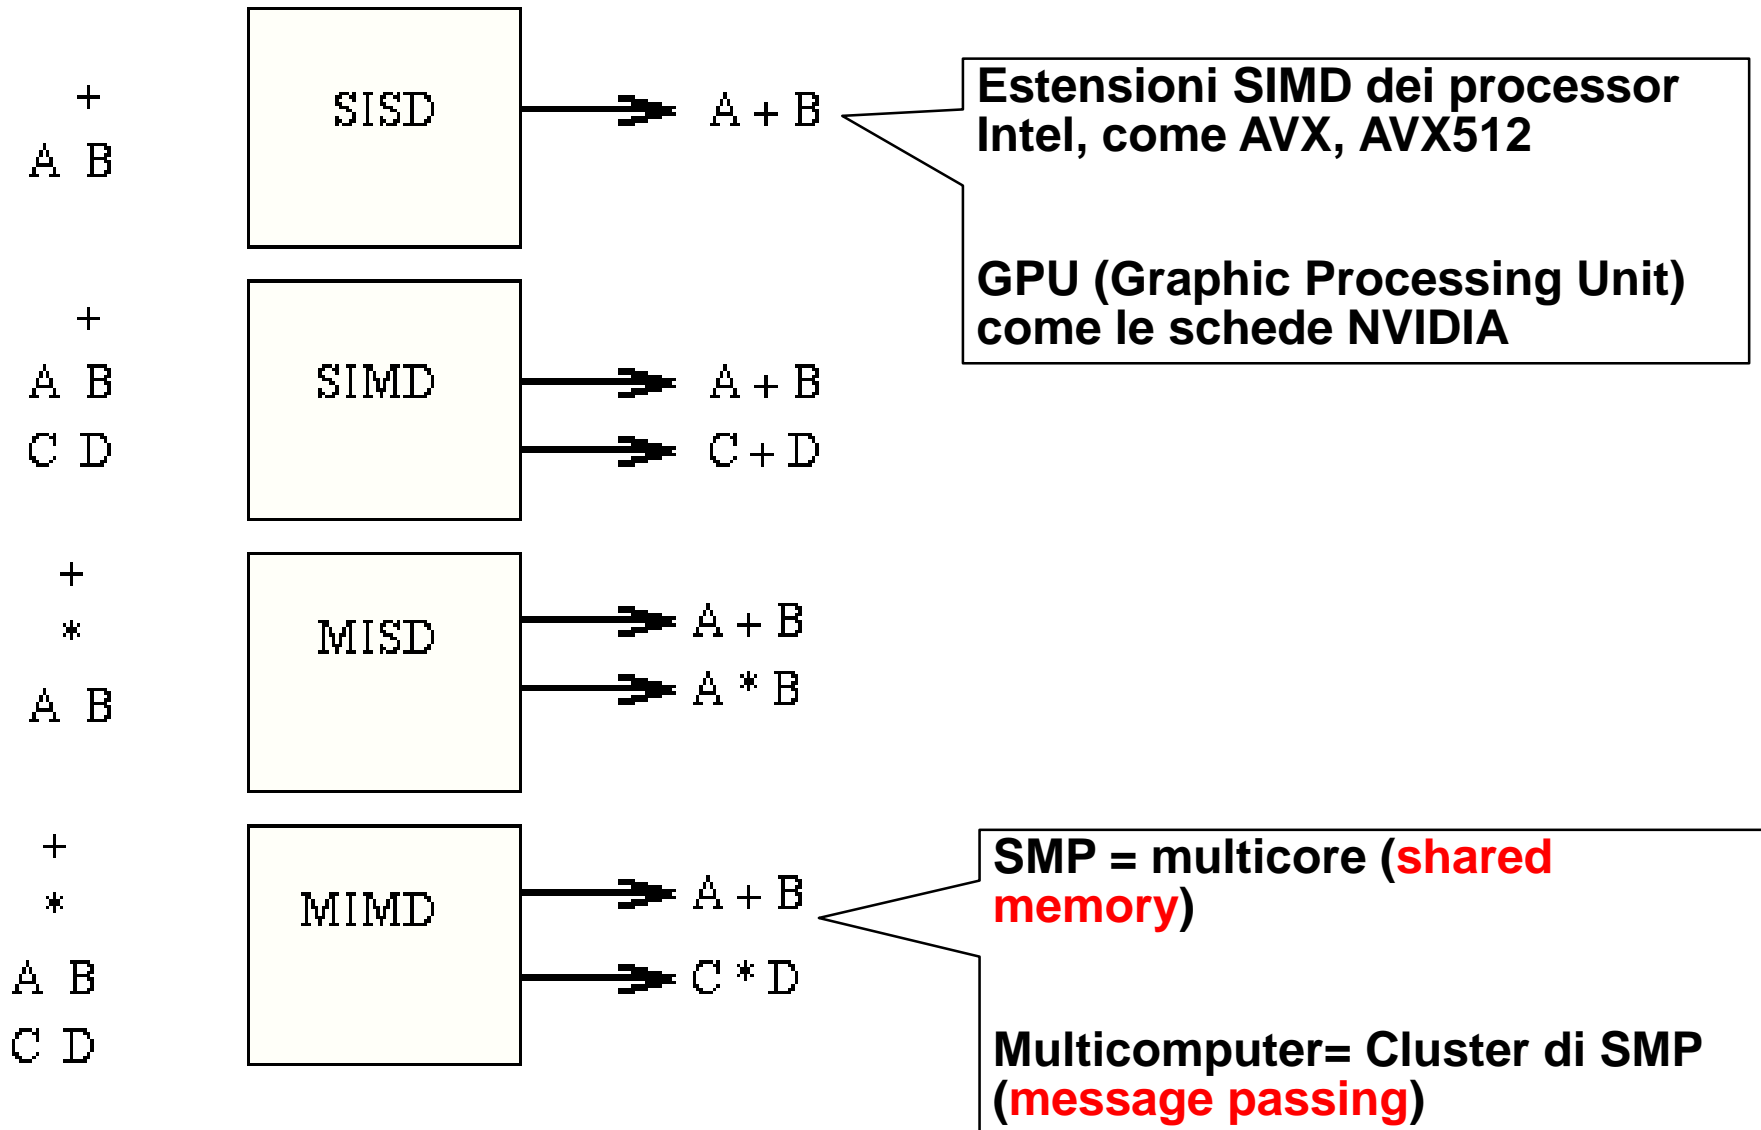 +
A B
SISD
A + B
Estensioni SIMD dei processor
Intel, come AVX, AVX512
GPU (Graphic Processing Unit)
come le schede NVIDIA
+
A B
C D
SIMD
A + B
C + D
+
*
A B
MISD
A + B
A * B
+
*
A B
C D
MIMD
A + B
C * D
SMP = multicore (shared
memory)
Multicomputer= Cluster di SMP
(message passing)